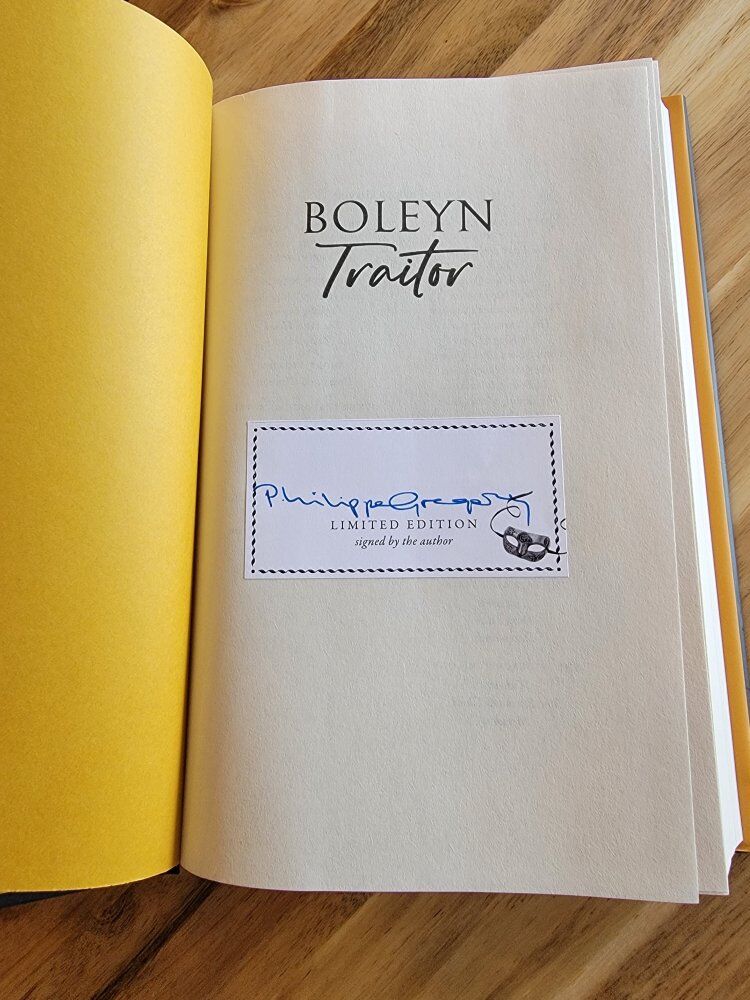 BOLEYN
Traitor
Philippa Gregory
LIMITED EDITION
signed by the author